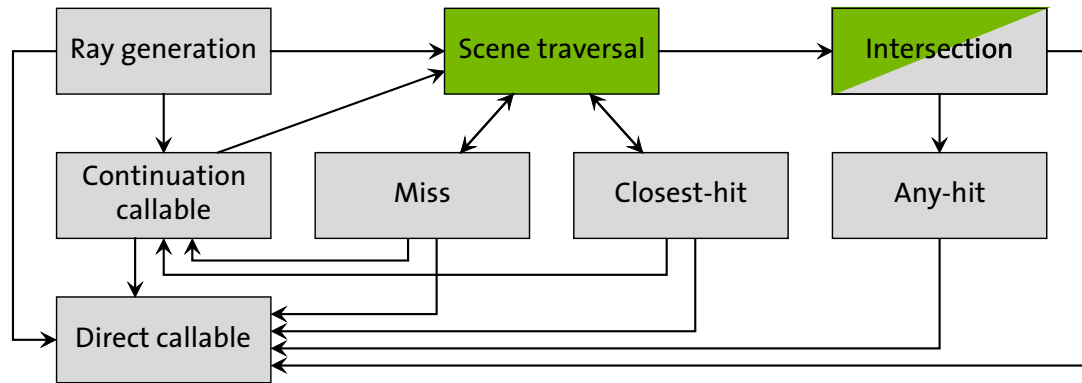 Ray generation
Scene traversal
Intersection
Continuation
callable
Miss
Closest-hit
Any-hit
Direct callable